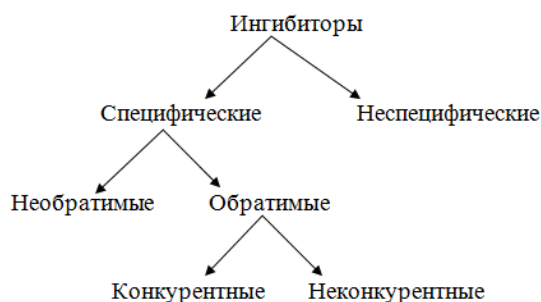 Ингибиторы
Специфические Неспецифические
Необратимые Обратимые
Конкурентные Неконкурентные